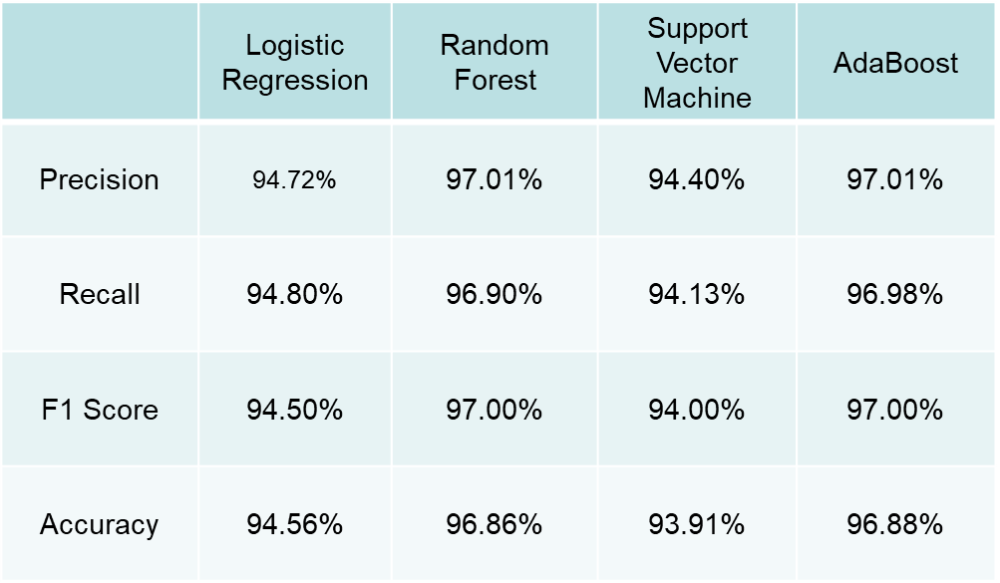 Logistic Regression Random Forest Support Vector Machine AdaBoost
Precision 94.72% 97.01% 94.40% 97.01%
Recall 94.80% 96.90% 94.13% 96.98%
F1 Score 94.50% 97.00% 94.00% 97.00%
Accuracy 94.56% 96.86% 93.91% 96.88%